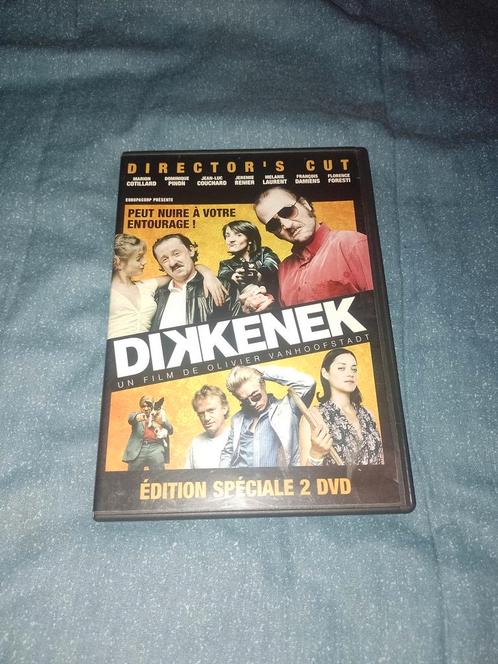 DIRECTOR'S CUT
MARION COTILLARD DOMINIQUE PINON JEAN-LUC COUCHARD JEREMIE RENIER MELANIE LAURENT FRANÇOIS DAMIENS FLORENCE FORESTI
EUROPACORP PRÉSENTE
PEUT NUIRE À VOTRE
ENTOURAGE !
DIKKENEK
UN FILM DE OLIVIER VANHOOFSTADT
ÉDITION SPÉCIALE 2 DVD